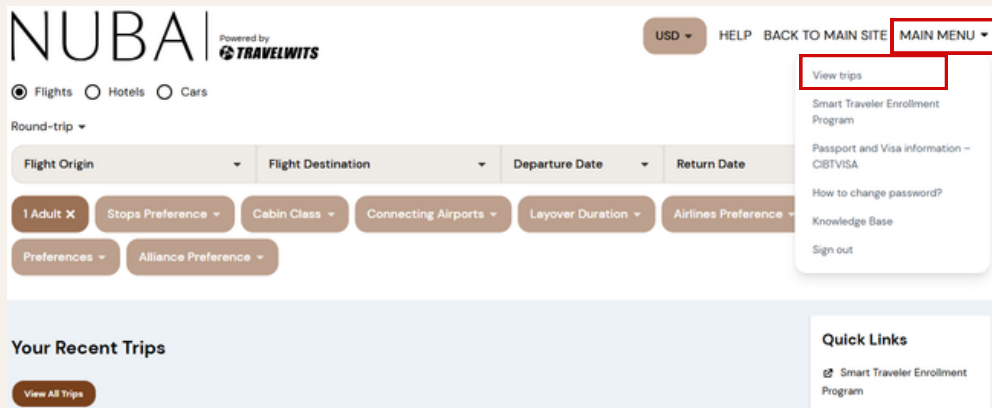 NUBA
Powered by
TRAVELWITS
USD
HELP
BACK TO MAIN SITE
MAIN MENU
View trips
Smart Traveler Enrollment
Program
Passport and Visa information –
CIBTVISA
How to change password?
Knowledge Base
Sign out
Flights
Hotels
Cars
Round-trip
Flight Origin
Flight Destination
Departure Date
Return Date
1 Adult X
Stops Preference
Cabin Class
Connecting Airports
Layover Duration
Airlines Preference
Preferences
Alliance Preference
Your Recent Trips
View All Trips
Quick Links
Smart Traveler Enrollment
Program